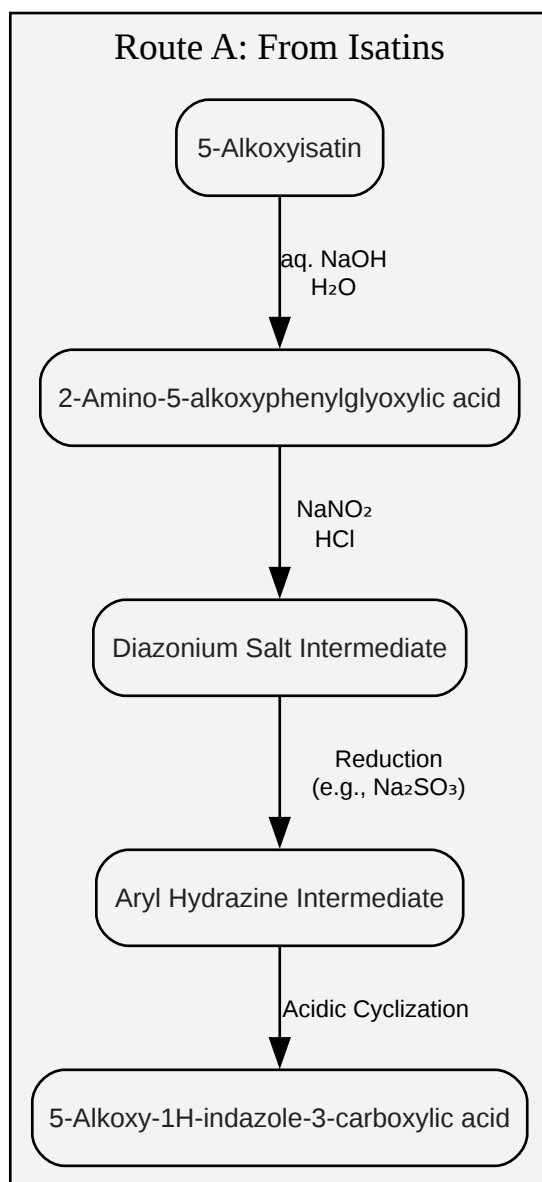 Route A: From Isatins
5-Alkoxyisatin
aq. NaOH
H₂O
2-Amino-5-alkoxyphenylglyoxylic acid
NaNO₂
HCl
Diazonium Salt Intermediate
Reduction
(e.g., Na₂SO₃)
Aryl Hydrazine Intermediate
Acidic Cyclization
5-Alkoxy-1H-indazole-3-carboxylic acid